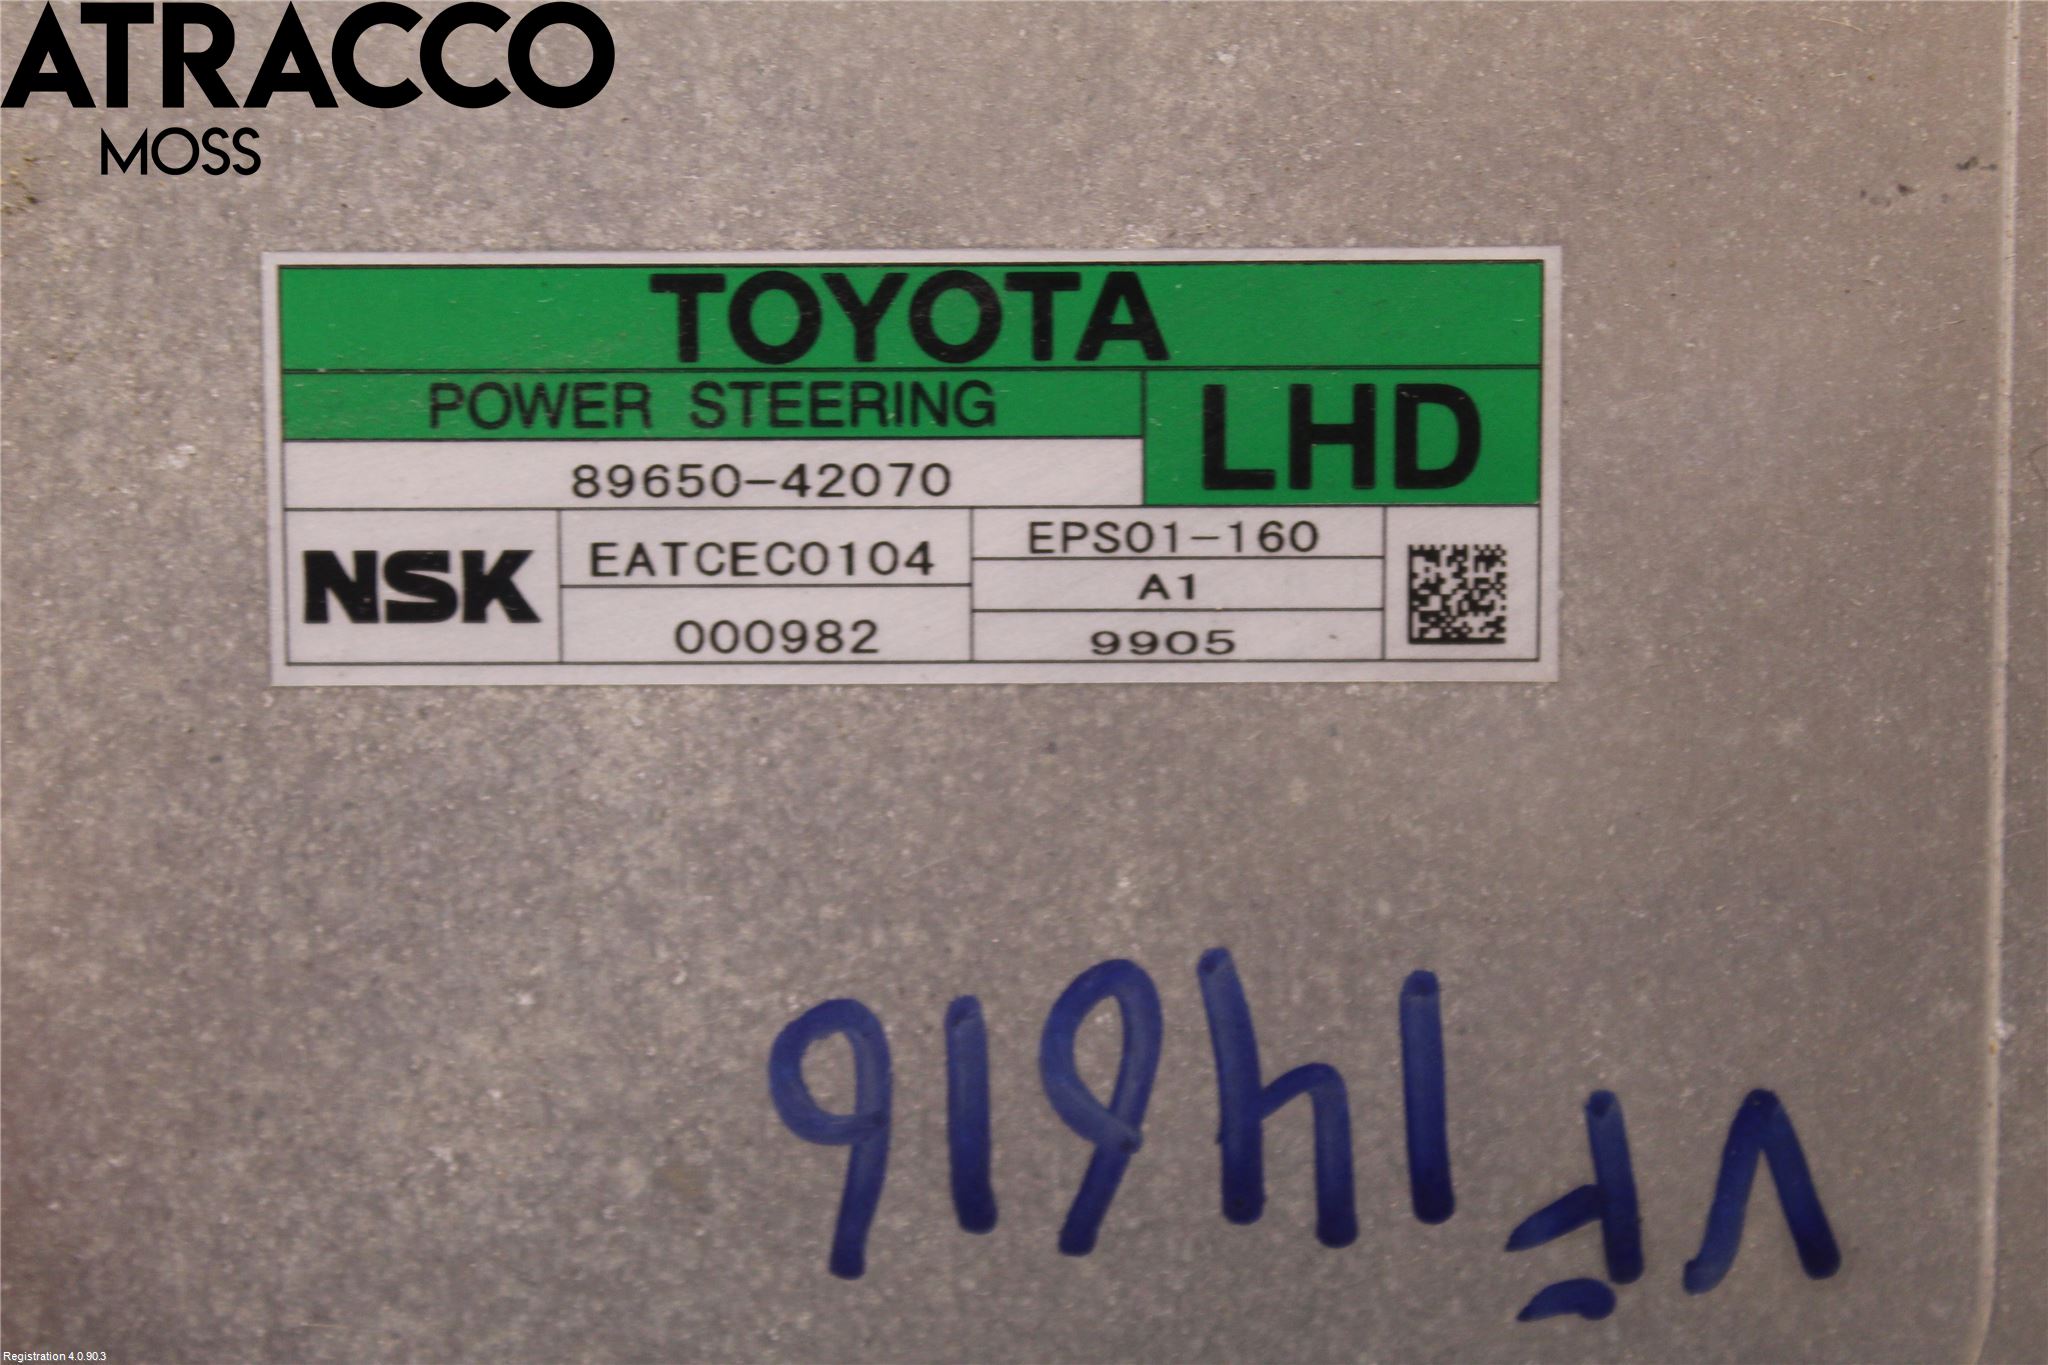 ATRACCO
MOSS
TOYOTA
POWER STEERING
LHD
89650-42070
NSK
EATCEC0104
000982
EPS01-160
A1
9905
VF14616
Registration 4.0.90.3